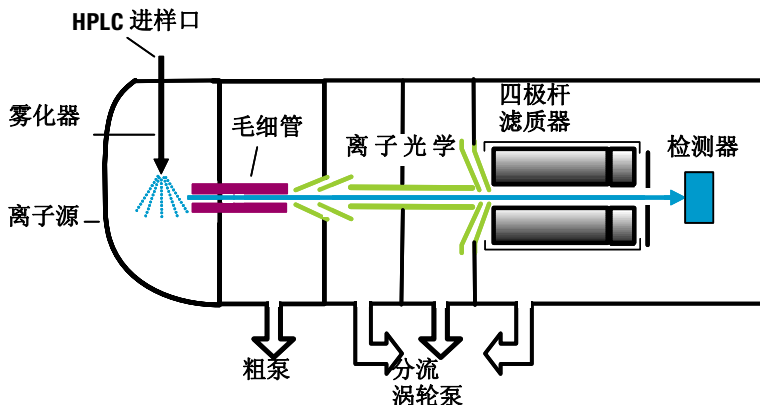 HPLC 进样口
雾化器
离子源
毛细管
离子光学
四极杆
滤质器
检测器
粗泵
分流
涡轮泵